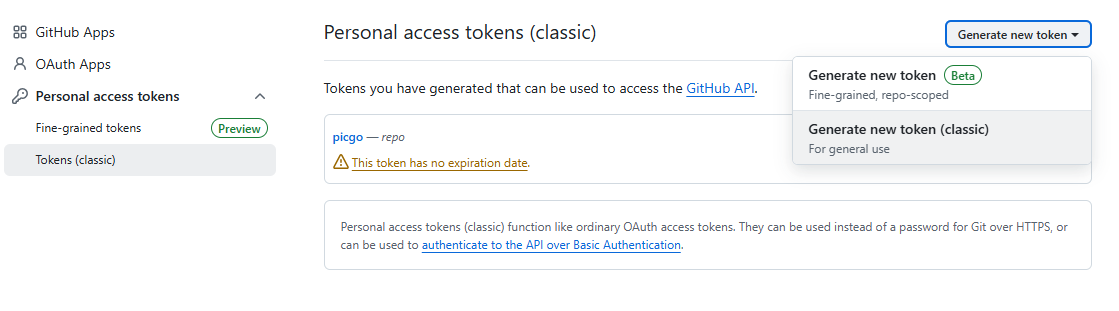 GitHub Apps
OAuth Apps
Personal access tokens
Fine-grained tokens Preview
Tokens (classic)
Personal access tokens (classic)
Generate new token
Generate new token Beta
Fine-grained, repo-scoped
Generate new token (classic)
For general use
Tokens you have generated that can be used to access the GitHub API.
picgo — repo
This token has no expiration date.
Personal access tokens (classic) function like ordinary OAuth access tokens. They can be used instead of a password for Git over HTTPS, or
can be used to authenticate to the API over Basic Authentication.